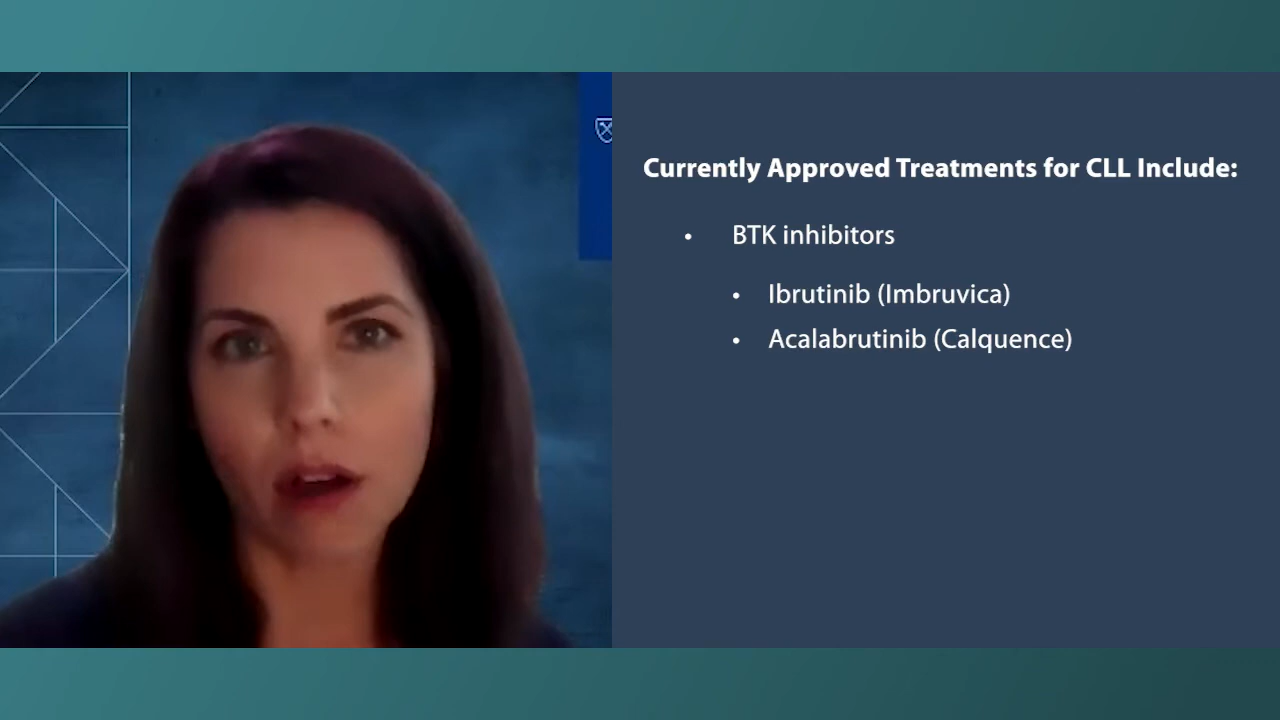 Currently Approved Treatments for CLL Include:
• BTK inhibitors
• Ibrutinib (Imbruvica)
• Acalabrutinib (Calquence)